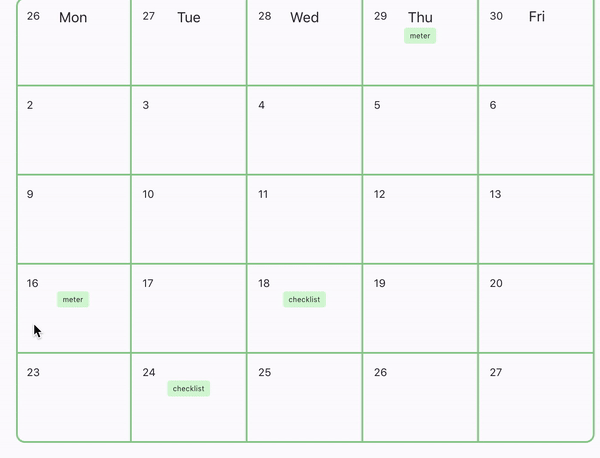 26 Mon 27 Tue 28 Wed 29 Thu 30 Fri
meter
2 3 4 5 6
9 10 11 12 13
16 17 18 19 20
meter checklist
23 24 25 26 27
checklist